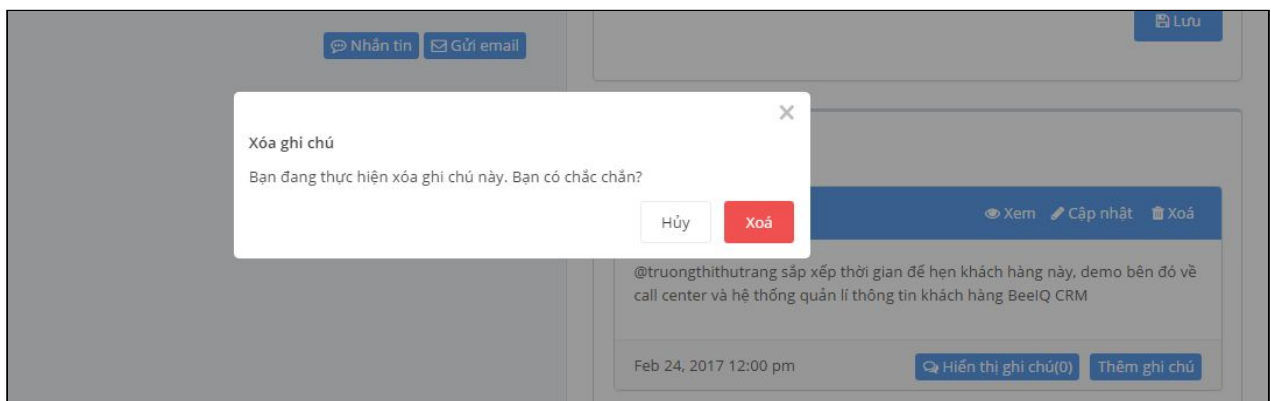 Lưu
Nhắn tin
Gửi email
×
Xóa ghi chú
Bạn đang thực hiện xóa ghi chú này. Bạn có chắc chắn?
Hủy
Xoá
Xem
Cập nhật
Xoá
@truongthithutrang sắp xếp thời gian để hẹn khách hàng này, demo bên đó về
call center và hệ thống quản lí thông tin khách hàng BeeIQ CRM
Feb 24, 2017 12:00 pm
Hiển thị ghi chú(0)
Thêm ghi chú